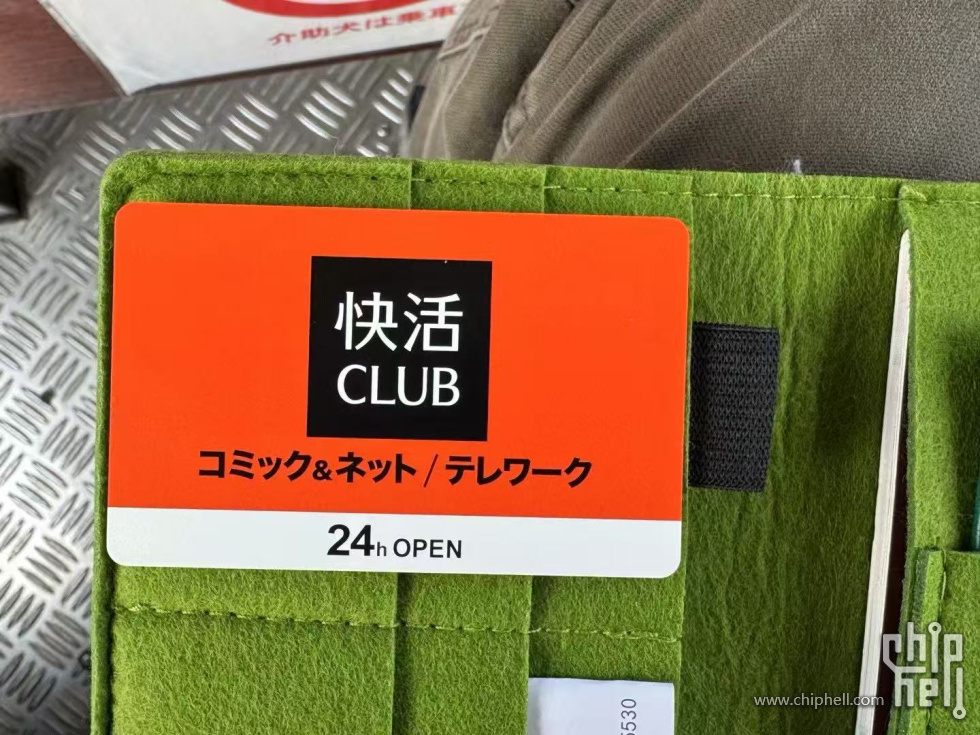 介助犬は乗車
快活
CLUB
コミック&ネット/テレワーク
24h OPEN
5530
www.chiphell.com
chip
hell